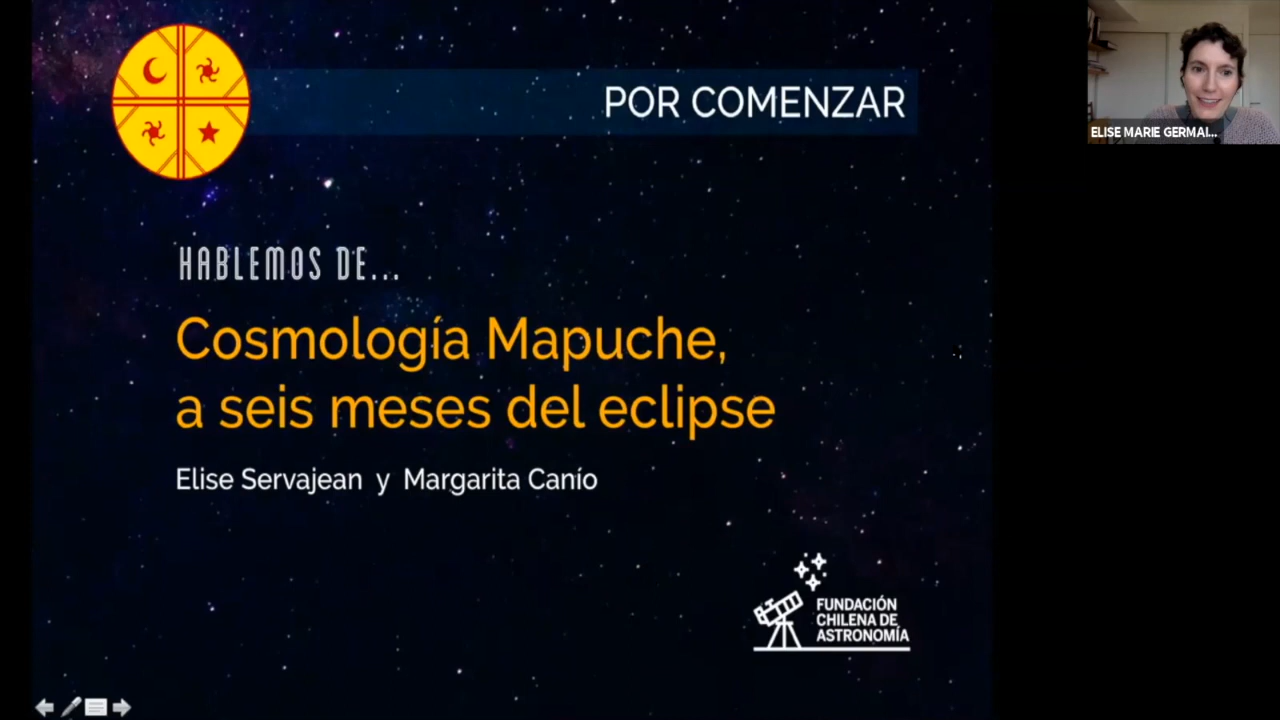 POR COMENZAR
ELISE MARIE GERMAI...
HABLEMOS DE...
Cosmología Mapuche,
a seis meses del eclipse
Elise Servajean y Margarita Canío
FUNDACIÓN
CHILENA DE
ASTRONOMÍA